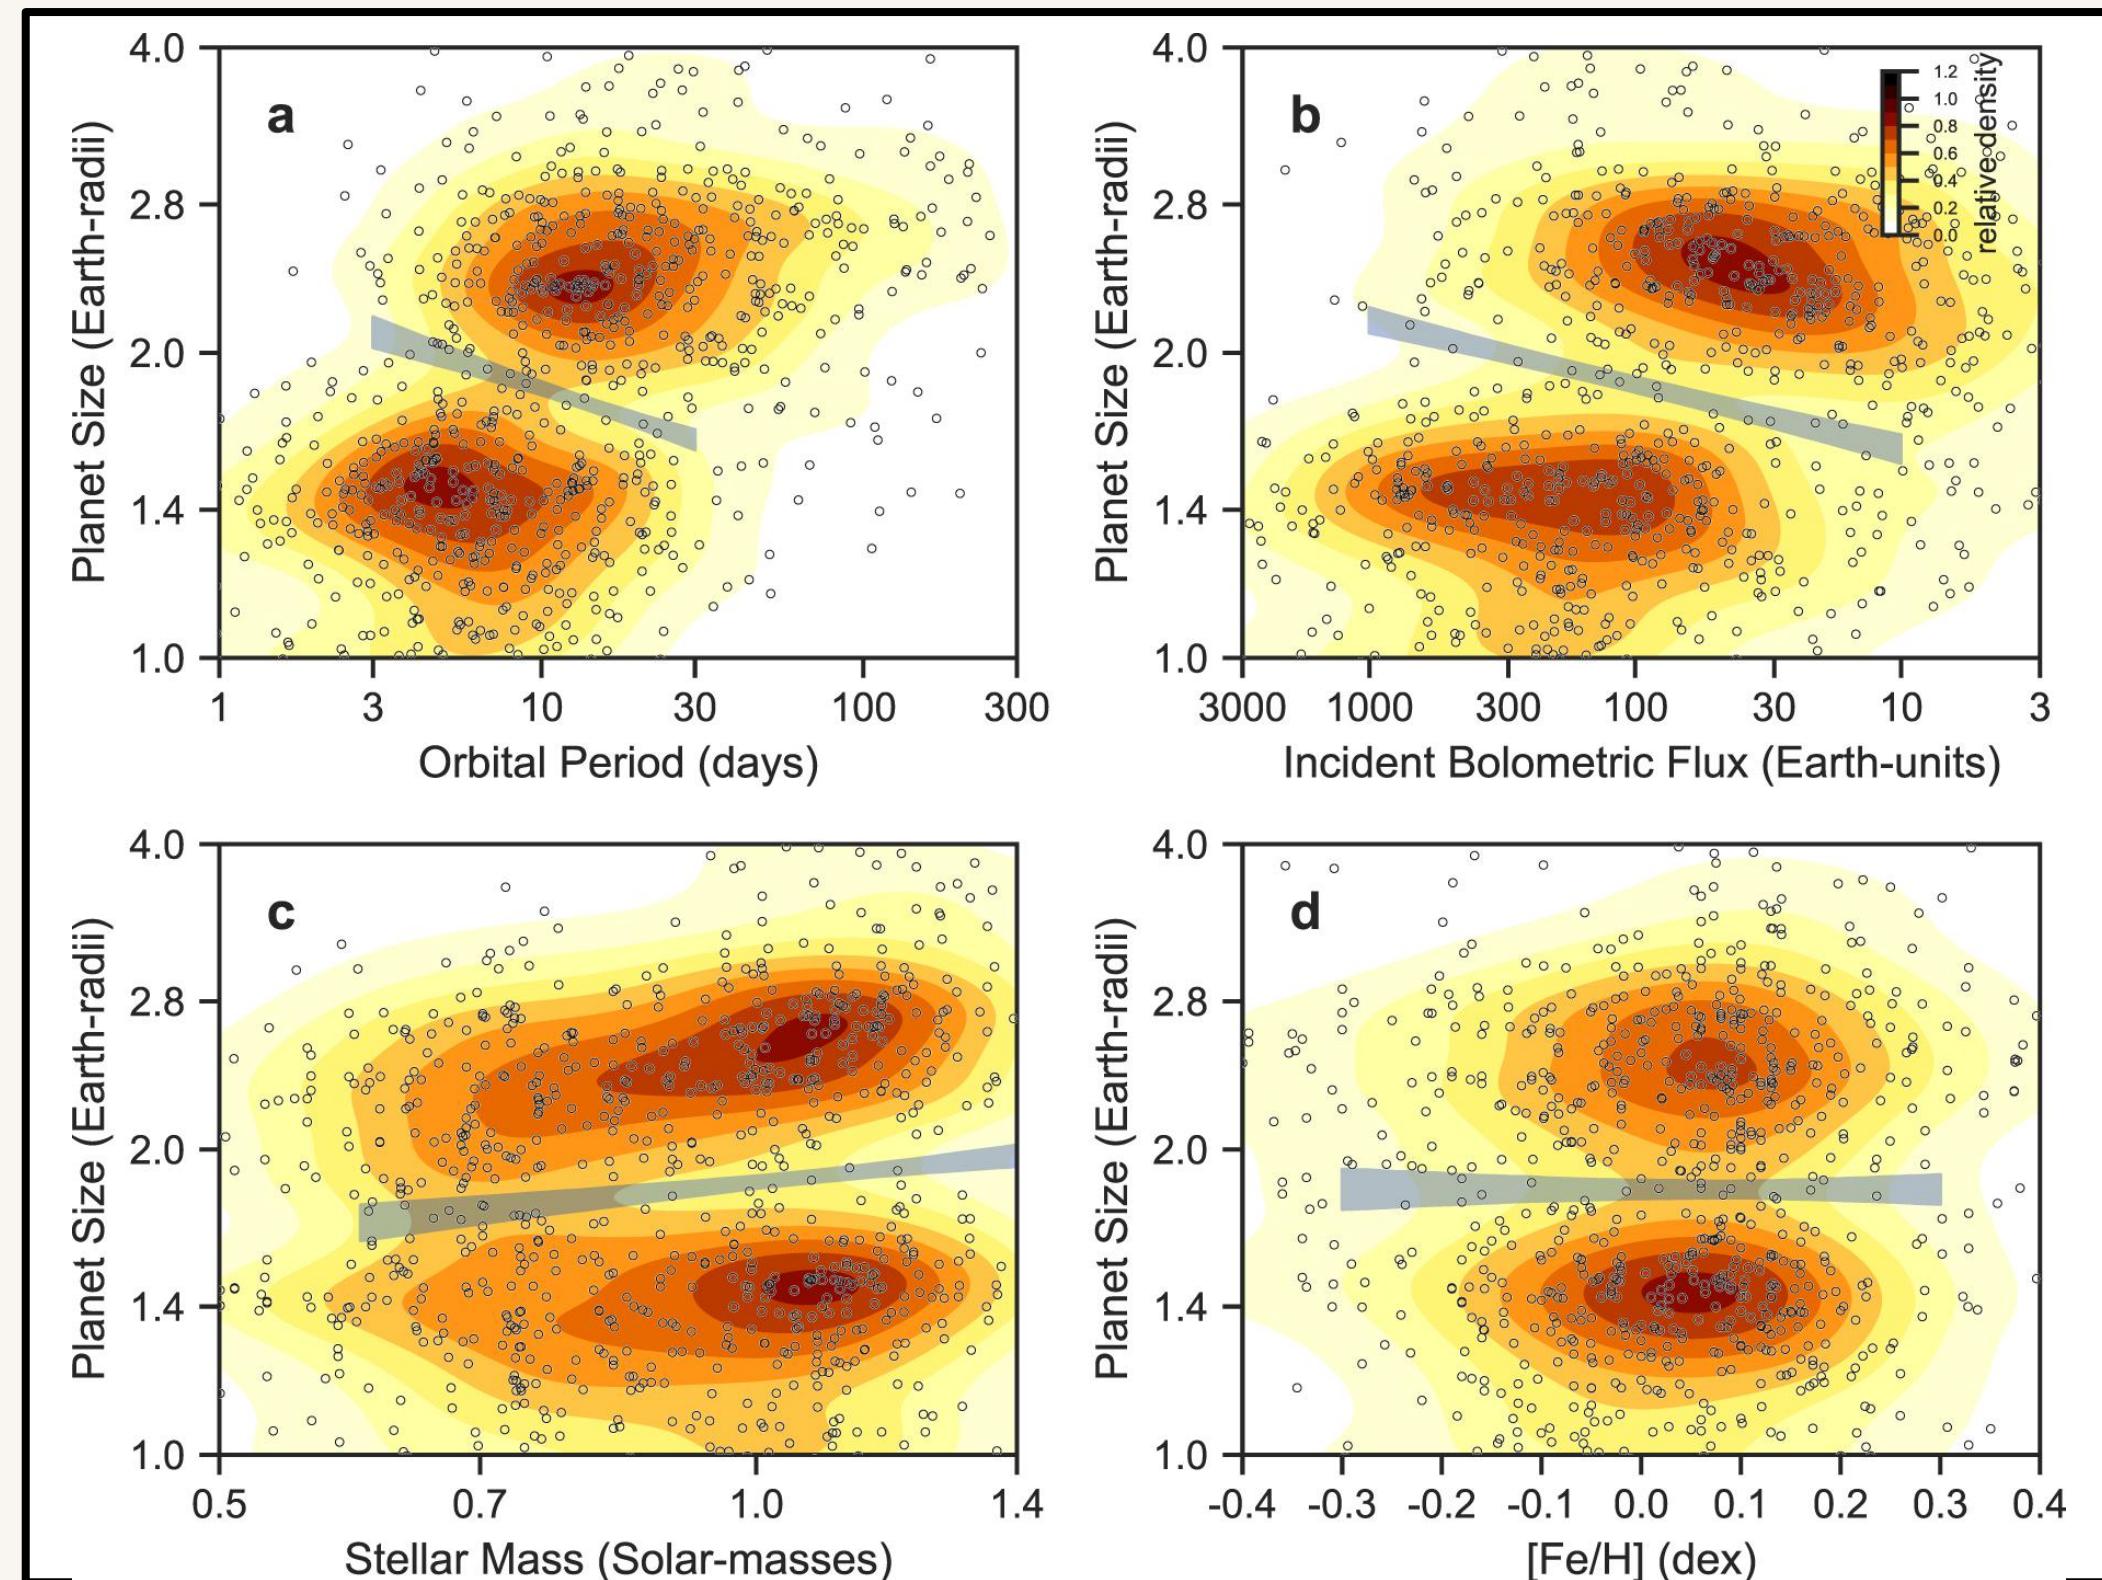 a
4.0
2.8
2.0
1.4
1.0
Planet Size (Earth-radii)
1 3 10 30 100 300
Orbital Period (days)
b
4.0
2.8
2.0
1.4
1.0
Planet Size (Earth-radii)
1.2
1.0
0.8
0.6
0.4
0.2
0.0
relative density
3000 1000 300 100 30 10 3
Incident Bolometric Flux (Earth-units)
c
4.0
2.8
2.0
1.4
1.0
Planet Size (Earth-radii)
0.5 0.7 1.0 1.4
Stellar Mass (Solar-masses)
d
4.0
2.8
2.0
1.4
1.0
Planet Size (Earth-radii)
-0.4 -0.3 -0.2 -0.1 0.0 0.1 0.2 0.3 0.4
[Fe/H] (dex)